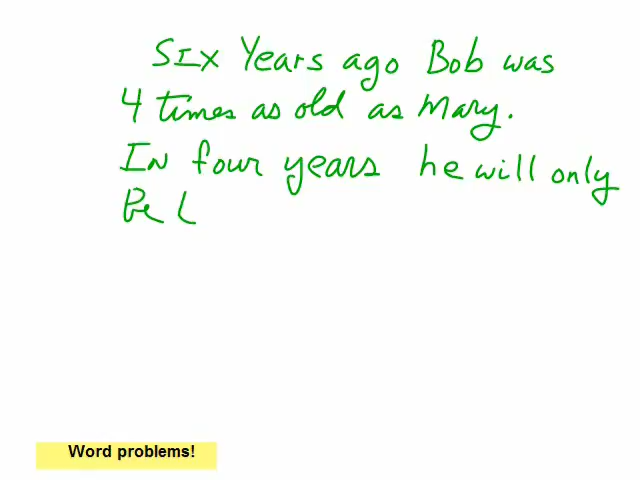 SIX Years ago Bob was
4 times as old as Mary.
IN four years he will only
Be
Word problems!